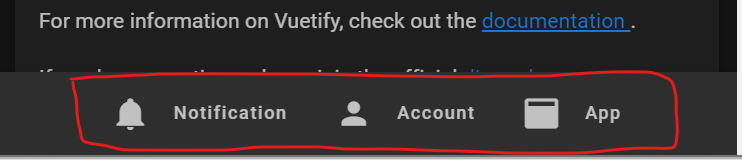 For more information on Vuetify, check out the documentation .
Notification Account App